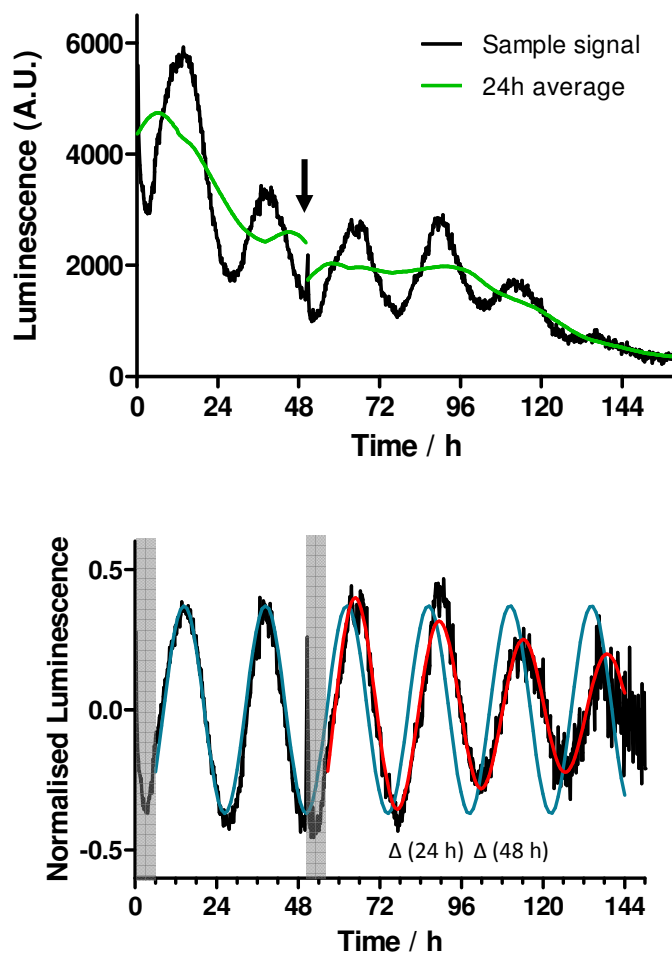 Luminescence (A.U.)
6000
4000
2000
0
Sample signal
24h average
0 24 48 72 96 120 144
Time / h
Normalised Luminescence
0.5
0.0
-0.5
Δ (24 h) Δ (48 h)
0 24 48 72 96 120 144
Time / h